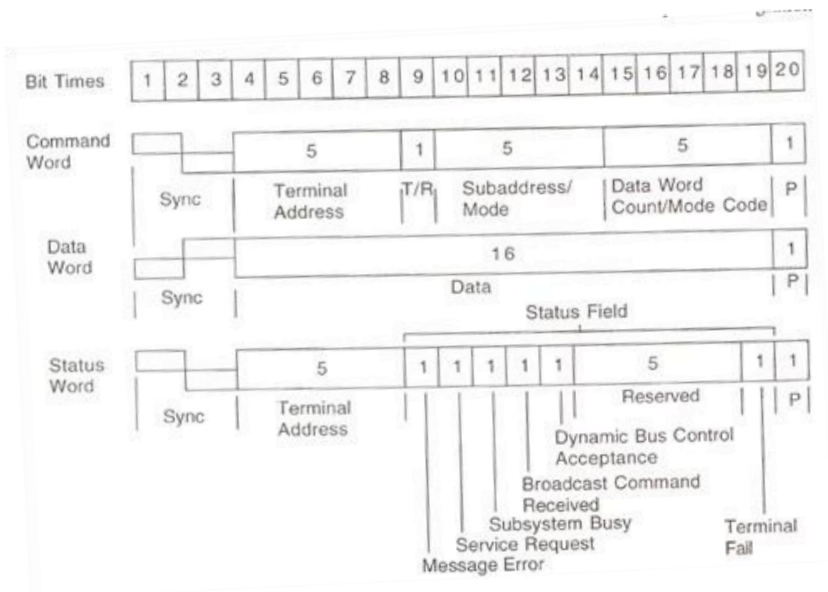 Bit Times 1 2 3 4 5 6 7 8 9 10 11 12 13 14 15 16 17 18 19 20
Command
Word
5 1 5 5 1
Sync
Terminal
Address
T/R
Subaddress/
Mode
Data Word
Count/Mode Code
P
Data
Word
16 1
Sync
Data
P
Status Field
Status
Word
5 1 1 1 1 1 5 1 1
Sync
Terminal
Address
Reserved
P
Dynamic Bus Control
Acceptance
Broadcast Command
Received
Subsystem Busy
Service Request
Message Error
Terminal
Fail